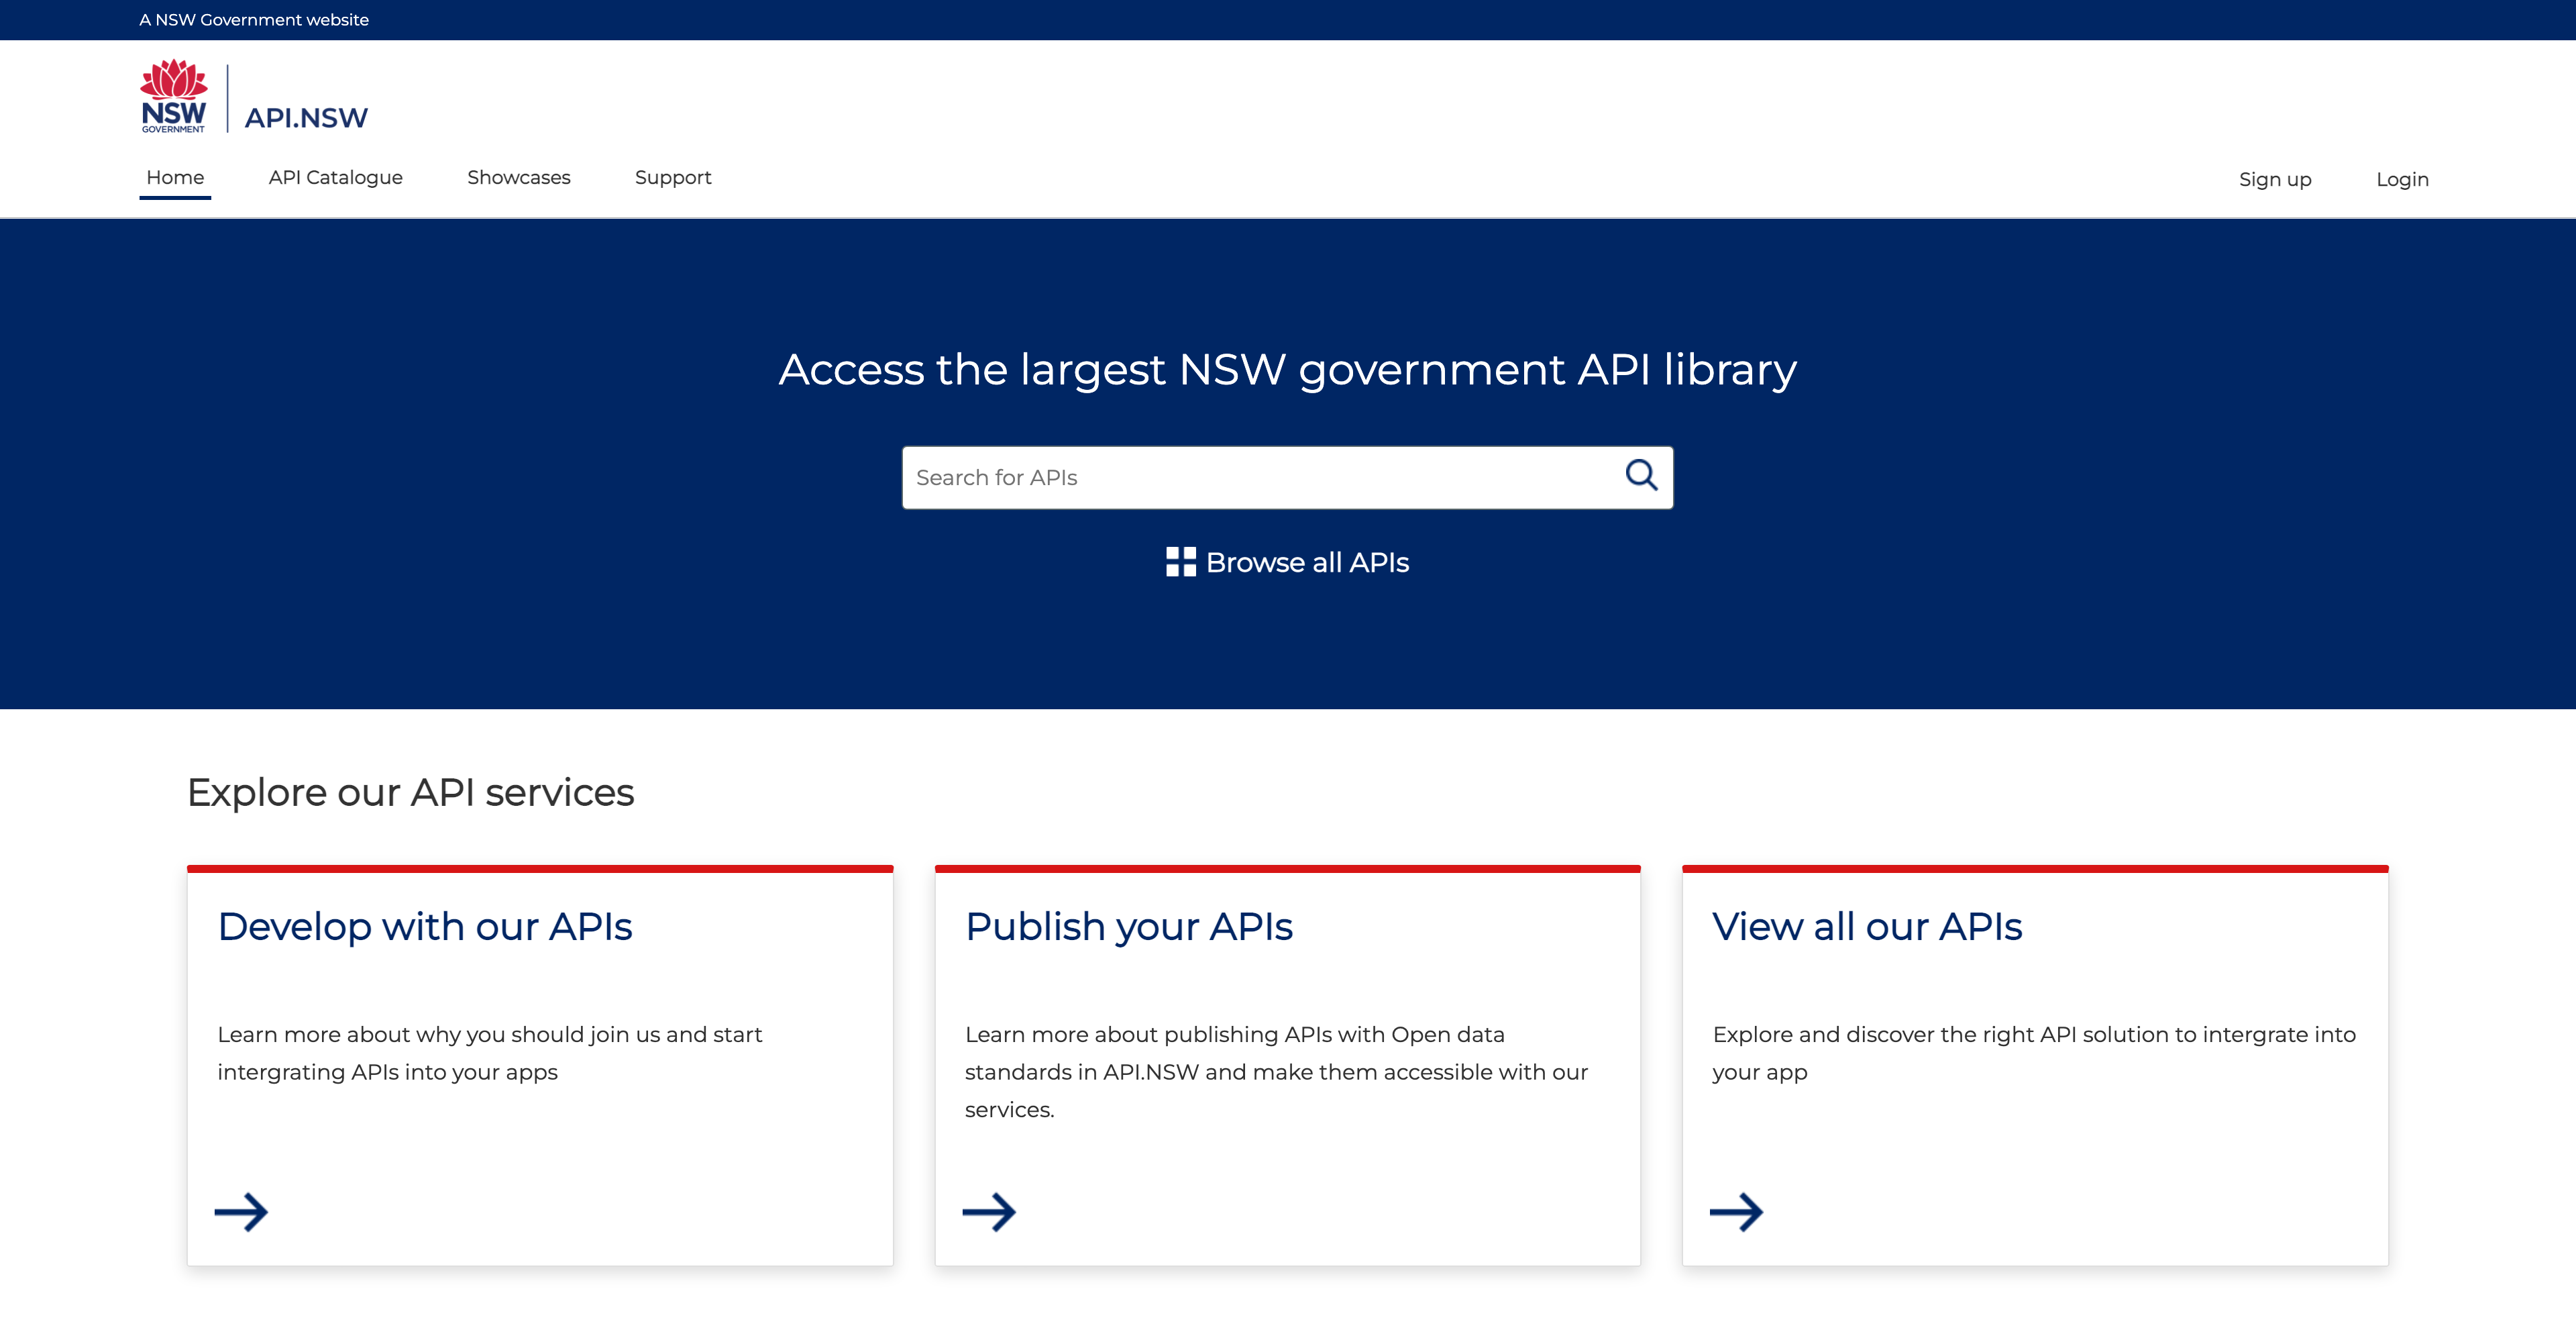 A NSW Government website
NSW
GOVERNMENT
API.NSW
Home API Catalogue Showcases Support Sign up Login
Access the largest NSW government API library
Search for APIs
Browse all APIs
Explore our API services
Develop with our APIs
Learn more about why you should join us and start
intergrating APIs into your apps
Publish your APIs
Learn more about publishing APIs with Open data
standards in API.NSW and make them accessible with our
services.
View all our APIs
Explore and discover the right API solution to intergrate into
your app